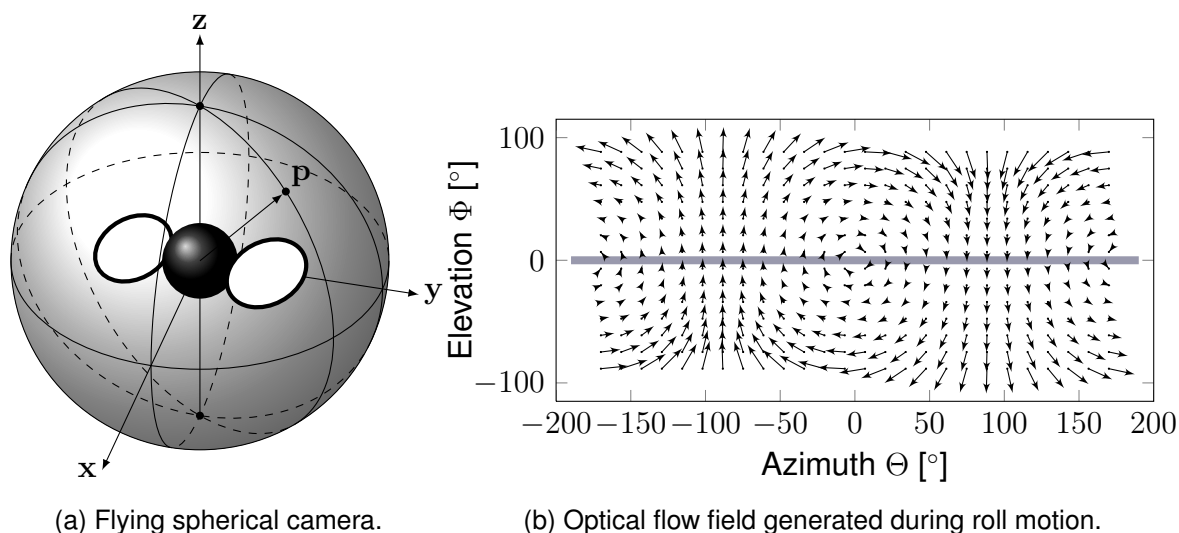 z
p
y
x
100
0
−100
Elevation Φ [°]
−200 −150 −100 −50 0 50 100 150 200
Azimuth Θ [°]
(a) Flying spherical camera.
(b) Optical flow field generated during roll motion.